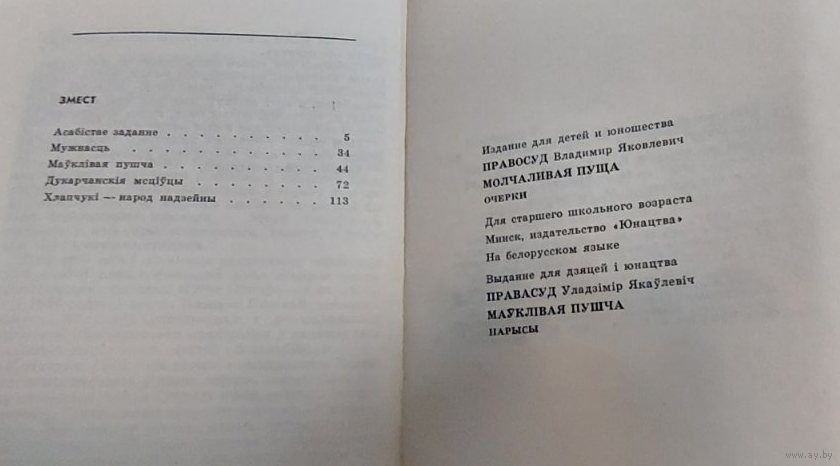 ЗМЕСТ
Асабістае заданне . . . . . . . . . . 5
Мужнасць . . . . . . . . . . 34
Маўклівая пушча . . . . . . . . . . 44
Дукарчанскія мсціўцы . . . . . . . . 72
Хлапчукі — народ надзейны . . . . . . 113
Издание для детей и юношества
ПРАВОСУД Владимир Яковлевич
МОЛЧАЛИВАЯ ПУЩА
ОЧЕРКИ
Для старшего школьного возраста
Минск, издательство «Юнацтва»
На белорусском языке
Выданне для дзяцей і юнацтва
ПРАВАСУД Уладзімір Якаўлевіч
МАЎКЛІВАЯ ПУШЧА
НАРЫСЫ
www.ay.by